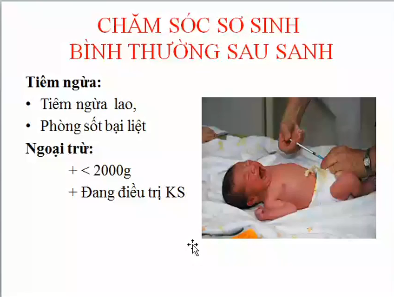 CHĂM SÓC SƠ SINH
BÌNH THƯỜNG SAU SANH
Tiêm ngừa:
• Tiêm ngừa lao,
• Phòng sốt bại liệt
Ngoại trừ:
+ < 2000g
+ Đang điều trị KS